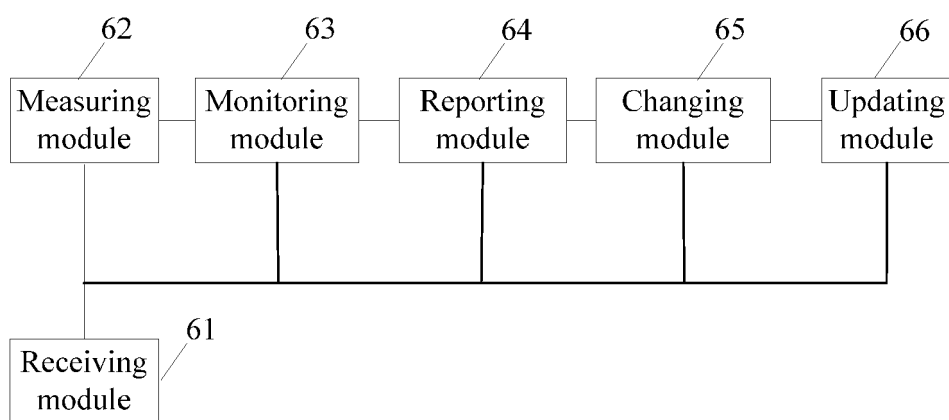 62 63 64 65 66
Measuring module
Monitoring module
Reporting module
Changing module
Updating module
61
Receiving module